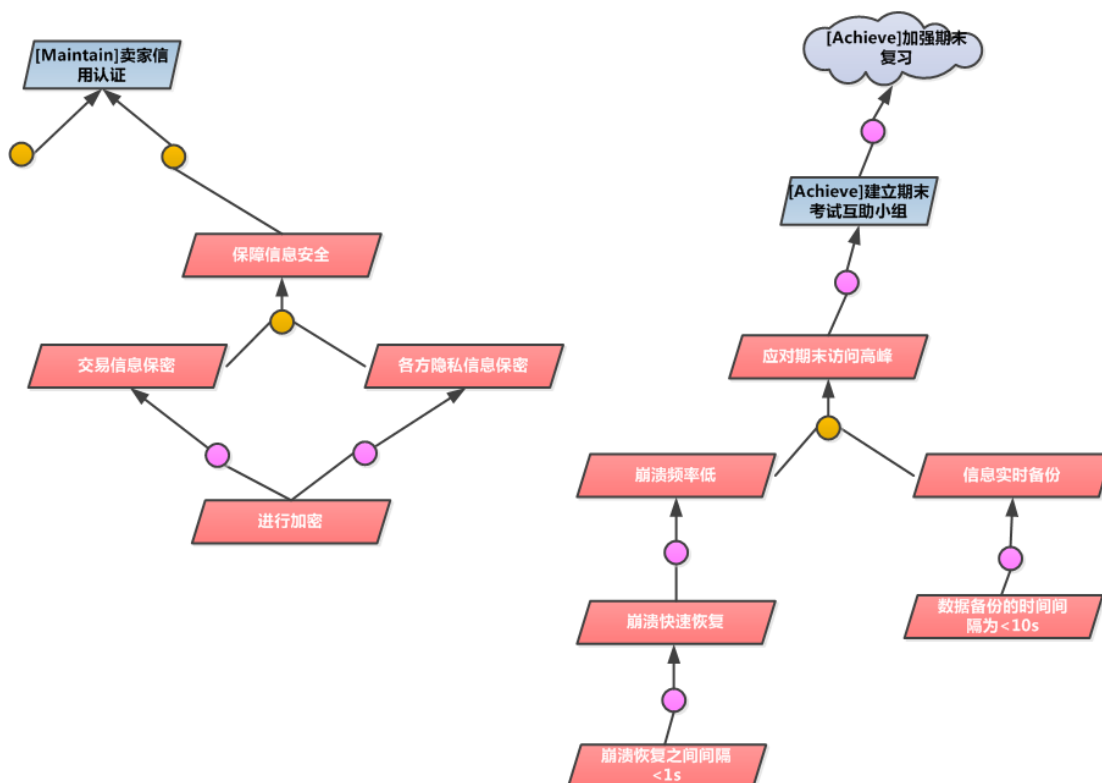 [Maintain]卖家信
用认证
[Achieve]加强期末
复习
[Achieve]建立期末
考试互助小组
保障信息安全
交易信息保密
各方隐私信息保密
应对期末访问高峰
进行加密
崩溃频率低
信息实时备份
崩溃快速恢复
数据备份的时间间
隔为<10s
崩溃恢复之间间隔
<1s